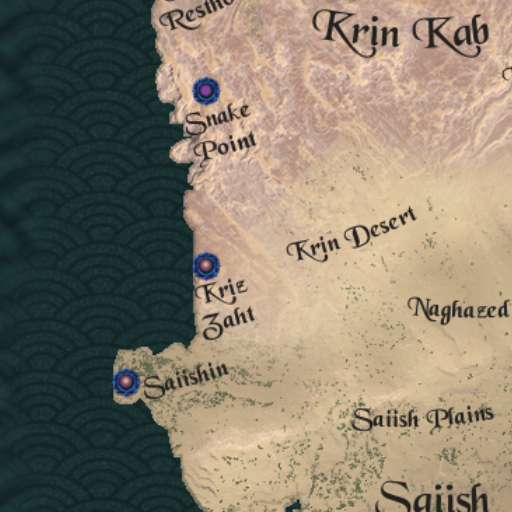 Krin Kab
Snake
Point
Krin Desert
Kriz
Zaht
Naghazed
Saiishin
Saiish Plains
Saiish